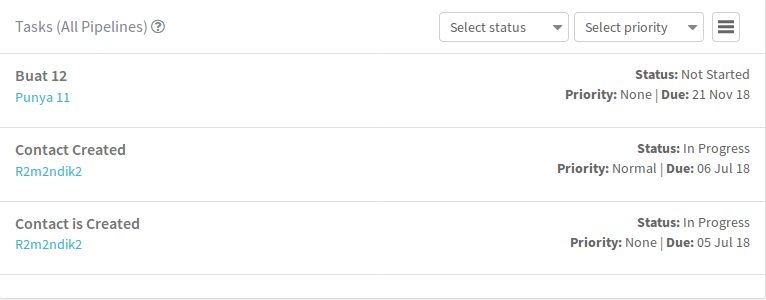 Tasks (All Pipelines)
Select status
Select priority
Buat 12
Status: Not Started
Punya 11
Priority: None | Due: 21 Nov 18
Contact Created
Status: In Progress
R2m2ndik2
Priority: Normal | Due: 06 Jul 18
Contact is Created
Status: In Progress
R2m2ndik2
Priority: None | Due: 05 Jul 18